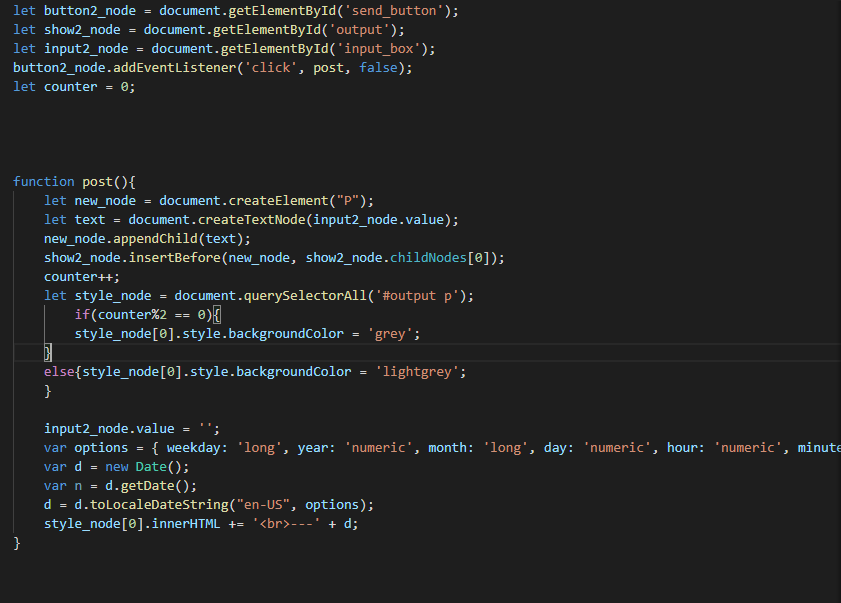 let button2_node = document.getElementById('send_button');
let show2_node = document.getElementById('output');
let input2_node = document.getElementById('input_box');
button2_node.addEventListener('click', post, false);
let counter = 0;
function post(){
    let new_node = document.createElement("P");
    let text = document.createTextNode(input2_node.value);
    new_node.appendChild(text);
    show2_node.insertBefore(new_node, show2_node.childNodes[0]);
    counter++;
    let style_node = document.querySelectorAll('#output p');
        if(counter%2 == 0){
        style_node[0].style.backgroundColor = 'grey';
    }
    else{style_node[0].style.backgroundColor = 'lightgrey';
    }
    input2_node.value = '';
    var options = { weekday: 'long', year: 'numeric', month: 'long', day: 'numeric', hour: 'numeric', minute
    var d = new Date();
    var n = d.getDate();
    d = d.toLocaleDateString("en-US", options);
    style_node[0].innerHTML += '<br>---' + d;
}